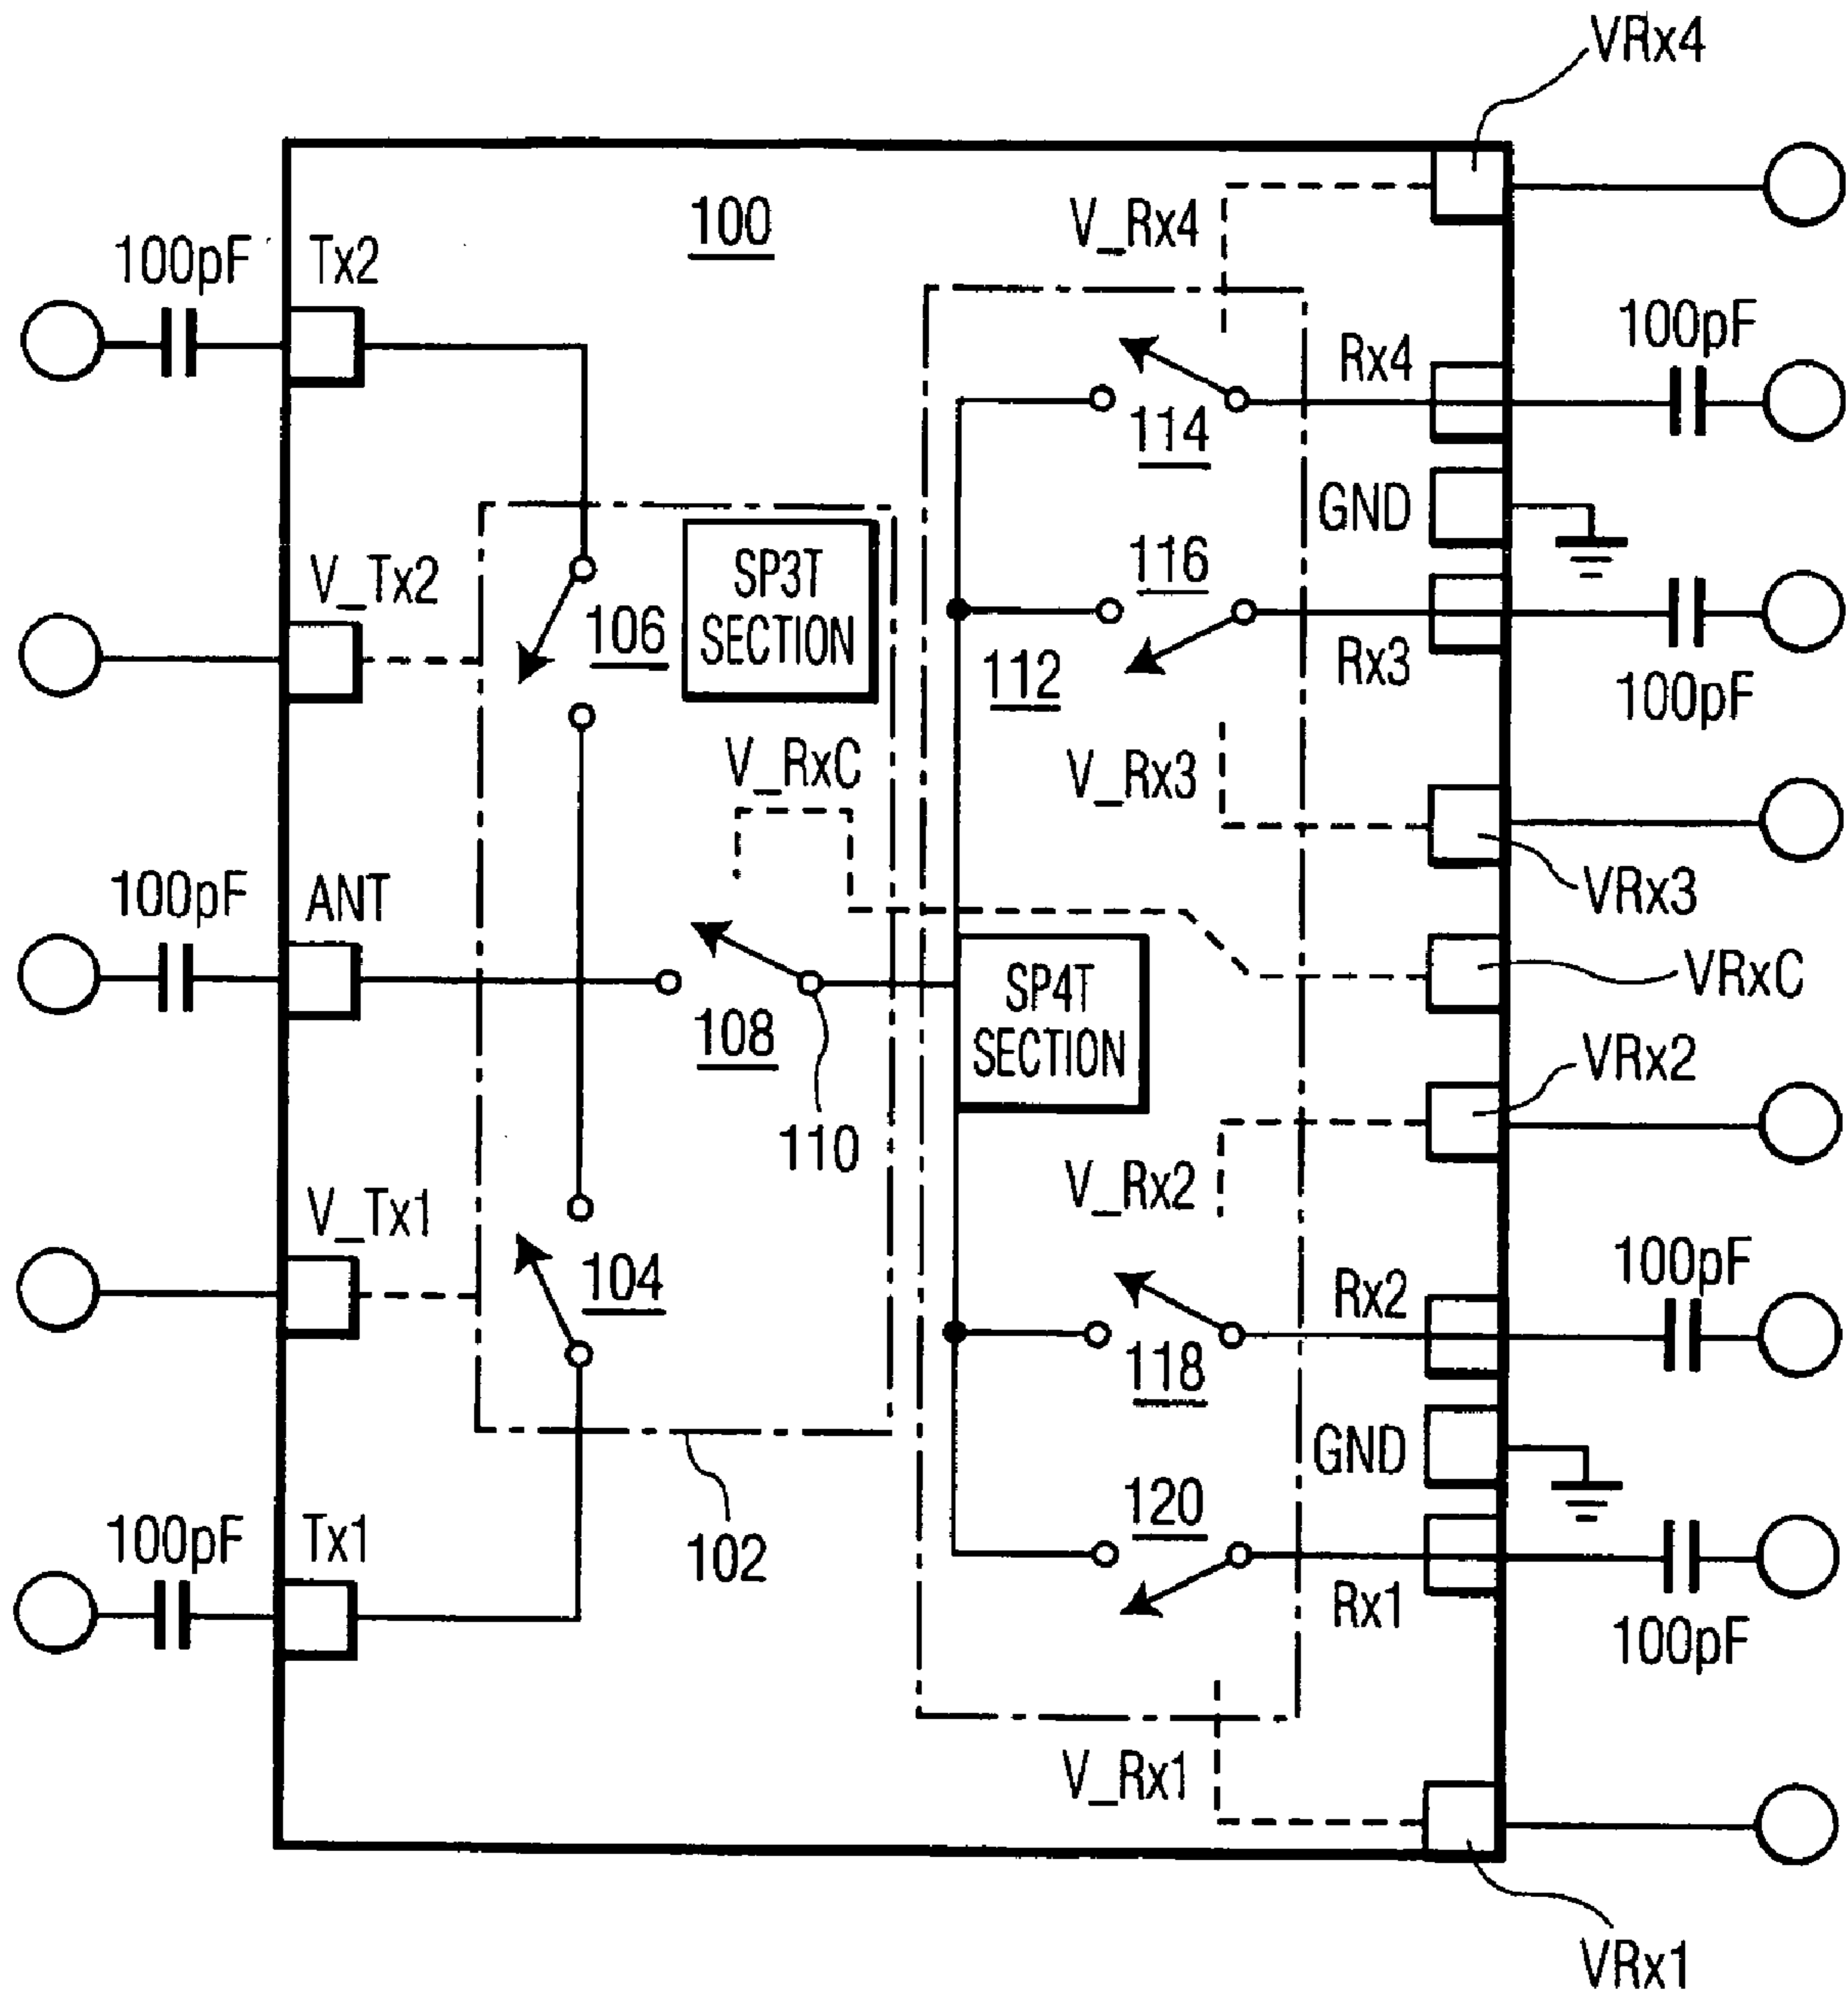 VRx4
100
V_Rx4
100pF
Tx2
100pF
Rx4
114
GND
SP3T
SECTION
116
V_Tx2
106
112
Rx3
100pF
V_RxC
V_Rx3
100pF
ANT
VRx3
VRxC
SP4T
SECTION
108
VRx2
110
V_Rx2
V_Tx1
104
Rx2
100pF
118
GND
120
100pF
Tx1
102
Rx1
100pF
V_Rx1
VRx1